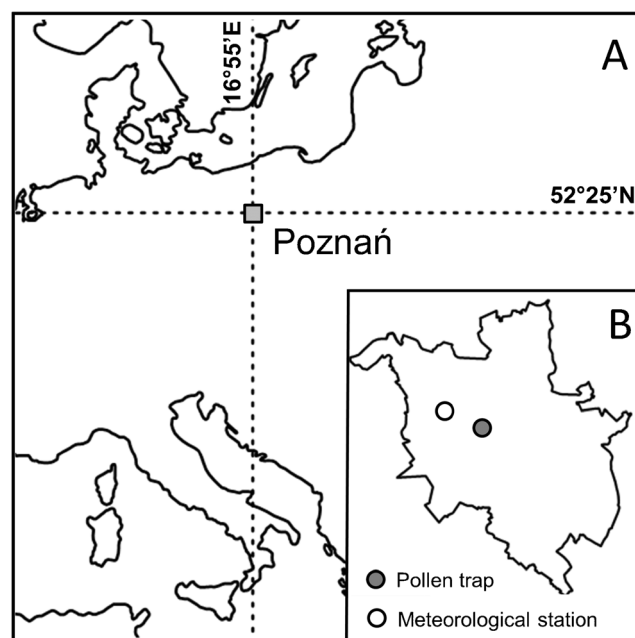 A
16°55'E
52°25'N
Poznań
B
Pollen trap
Meteorological station